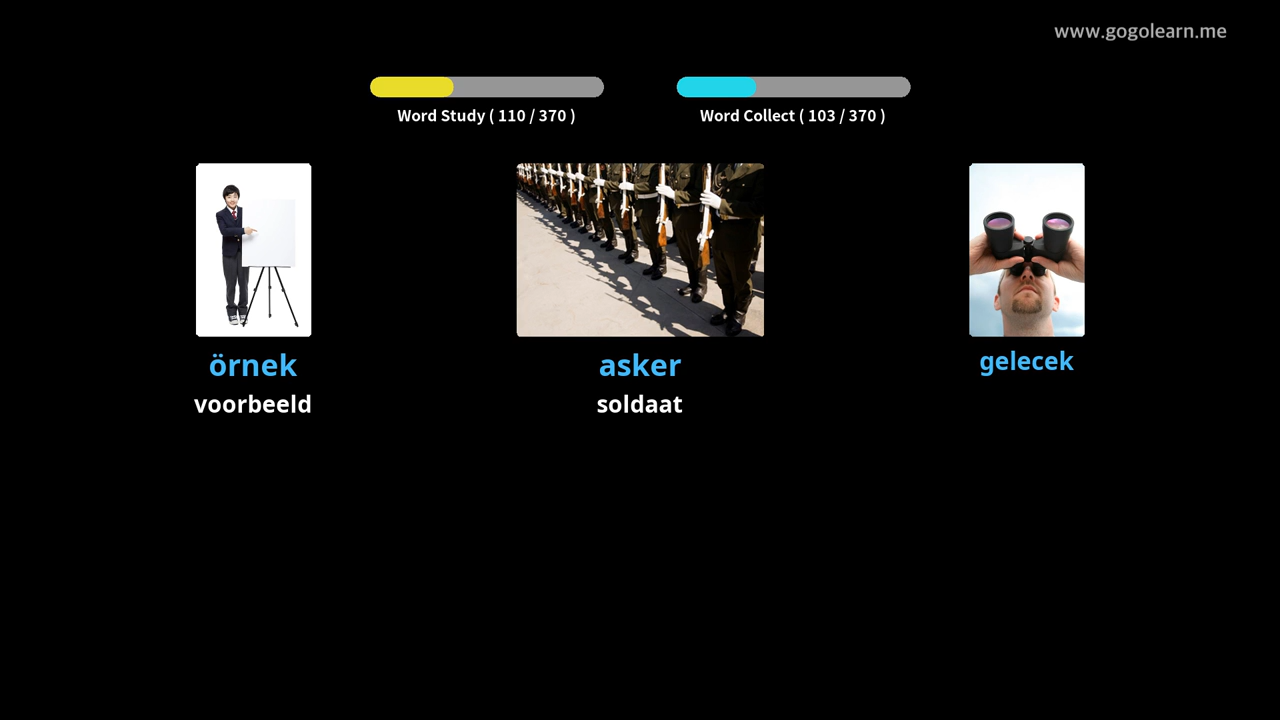 www.gogolearn.me
Word Study ( 110 / 370 )
Word Collect ( 103 / 370 )
örnek
voorbeeld
asker
soldaat
gelecek